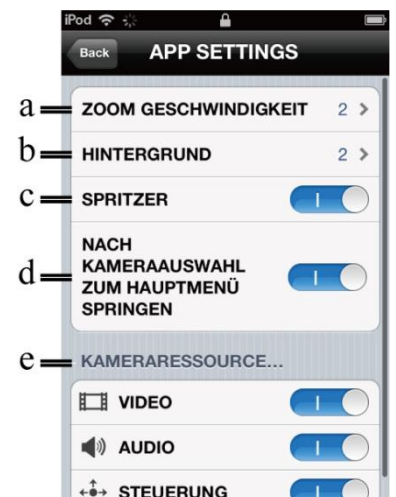 iPod
Back APP SETTINGS
a ZOOM GESCHWINDIGKEIT 2
b HINTERGRUND 2
c SPRITZER
NACH
KAMERAAUSWAHL
d ZUM HAUPTMENÜ
SPRINGEN
e KAMERARESSOURCE...
VIDEO
AUDIO
STEUERUNG